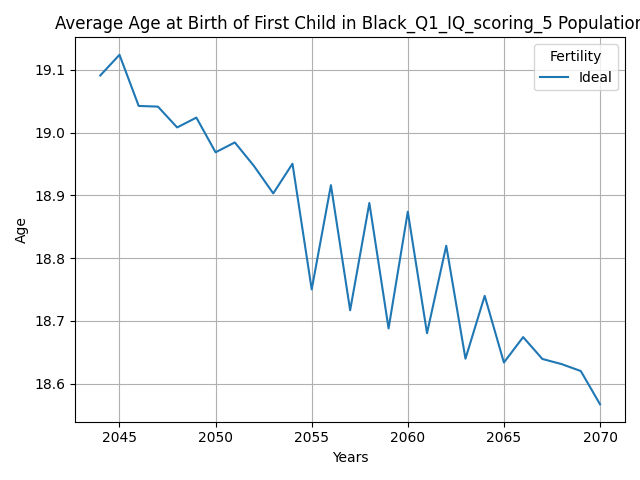 Average Age at Birth of First Child in Black_Q1_IQ_scoring_5 Population
Fertility
Ideal
19.1
19.0
18.9
18.8
18.7
18.6
Age
2045 2050 2055 2060 2065 2070
Years